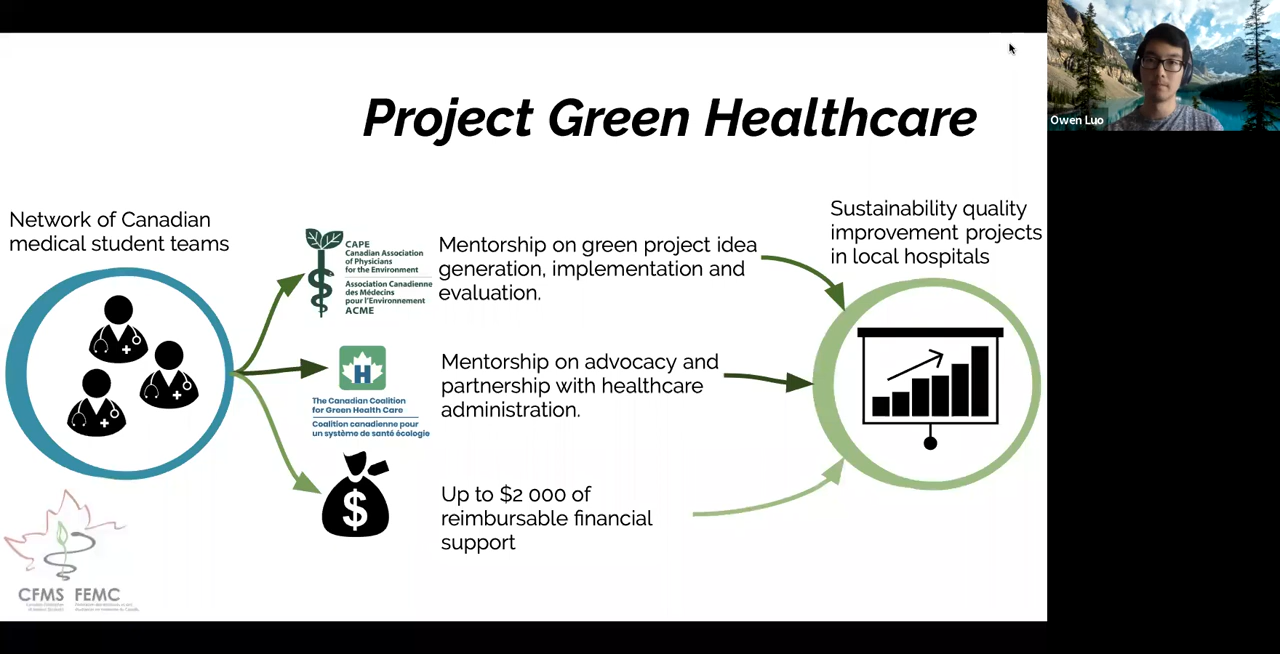 Project Green Healthcare
Owen Luo
Network of Canadian
medical student teams
CAPE
Canadian Association
of Physicians
for the Environment
Association Canadienne
des Médecins
pour l'Environnement
ACME
Mentorship on green project idea
generation, implementation and
evaluation.
H
The Canadian Coalition
for Green Health Care
Coalition canadienne pour
un système de santé écologie
Mentorship on advocacy and
partnership with healthcare
administration.
$
Up to $2 000 of
reimbursable financial
support
Sustainability quality
improvement projects
in local hospitals
CFMS FEMC